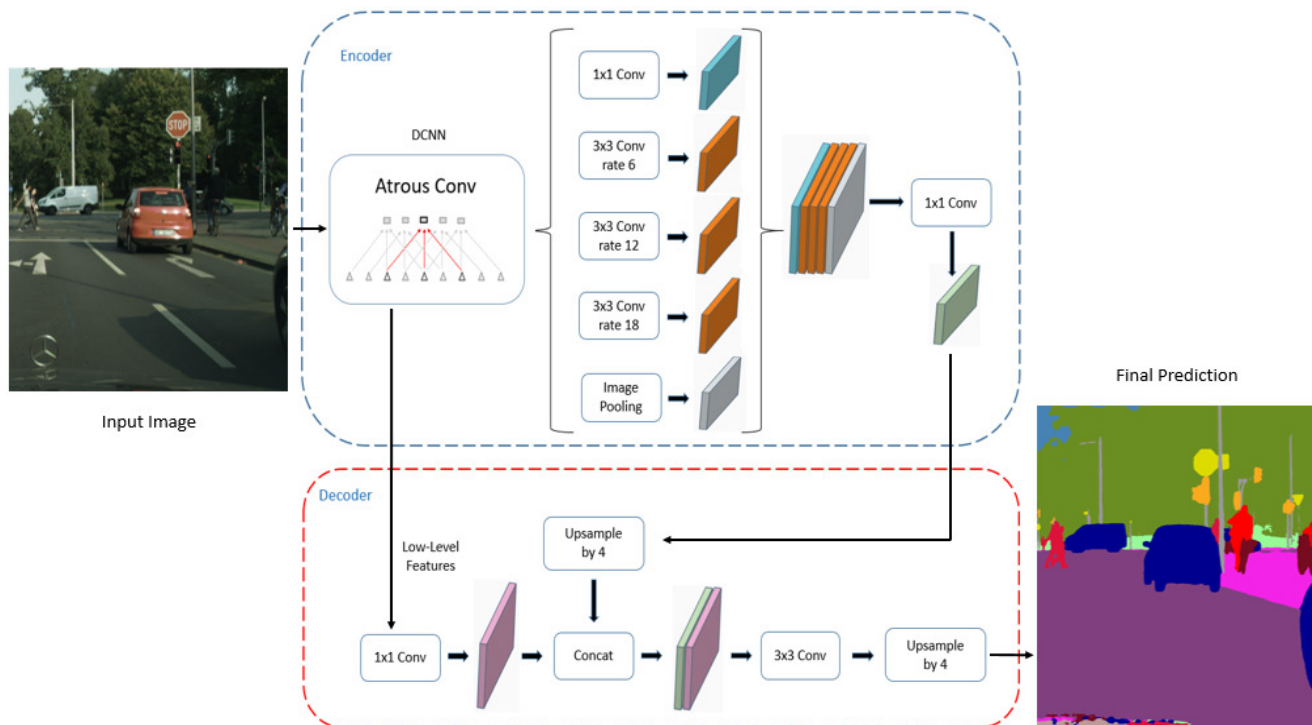 Encoder
DCNN
Atrous Conv
1x1 Conv
3x3 Conv
rate 6
3x3 Conv
rate 12
3x3 Conv
rate 18
Image
Pooling
1x1 Conv
STOP
Input Image
Final Prediction
Decoder
Low-Level
Features
Upsample
by 4
1x1 Conv
Concat
3x3 Conv
Upsample
by 4